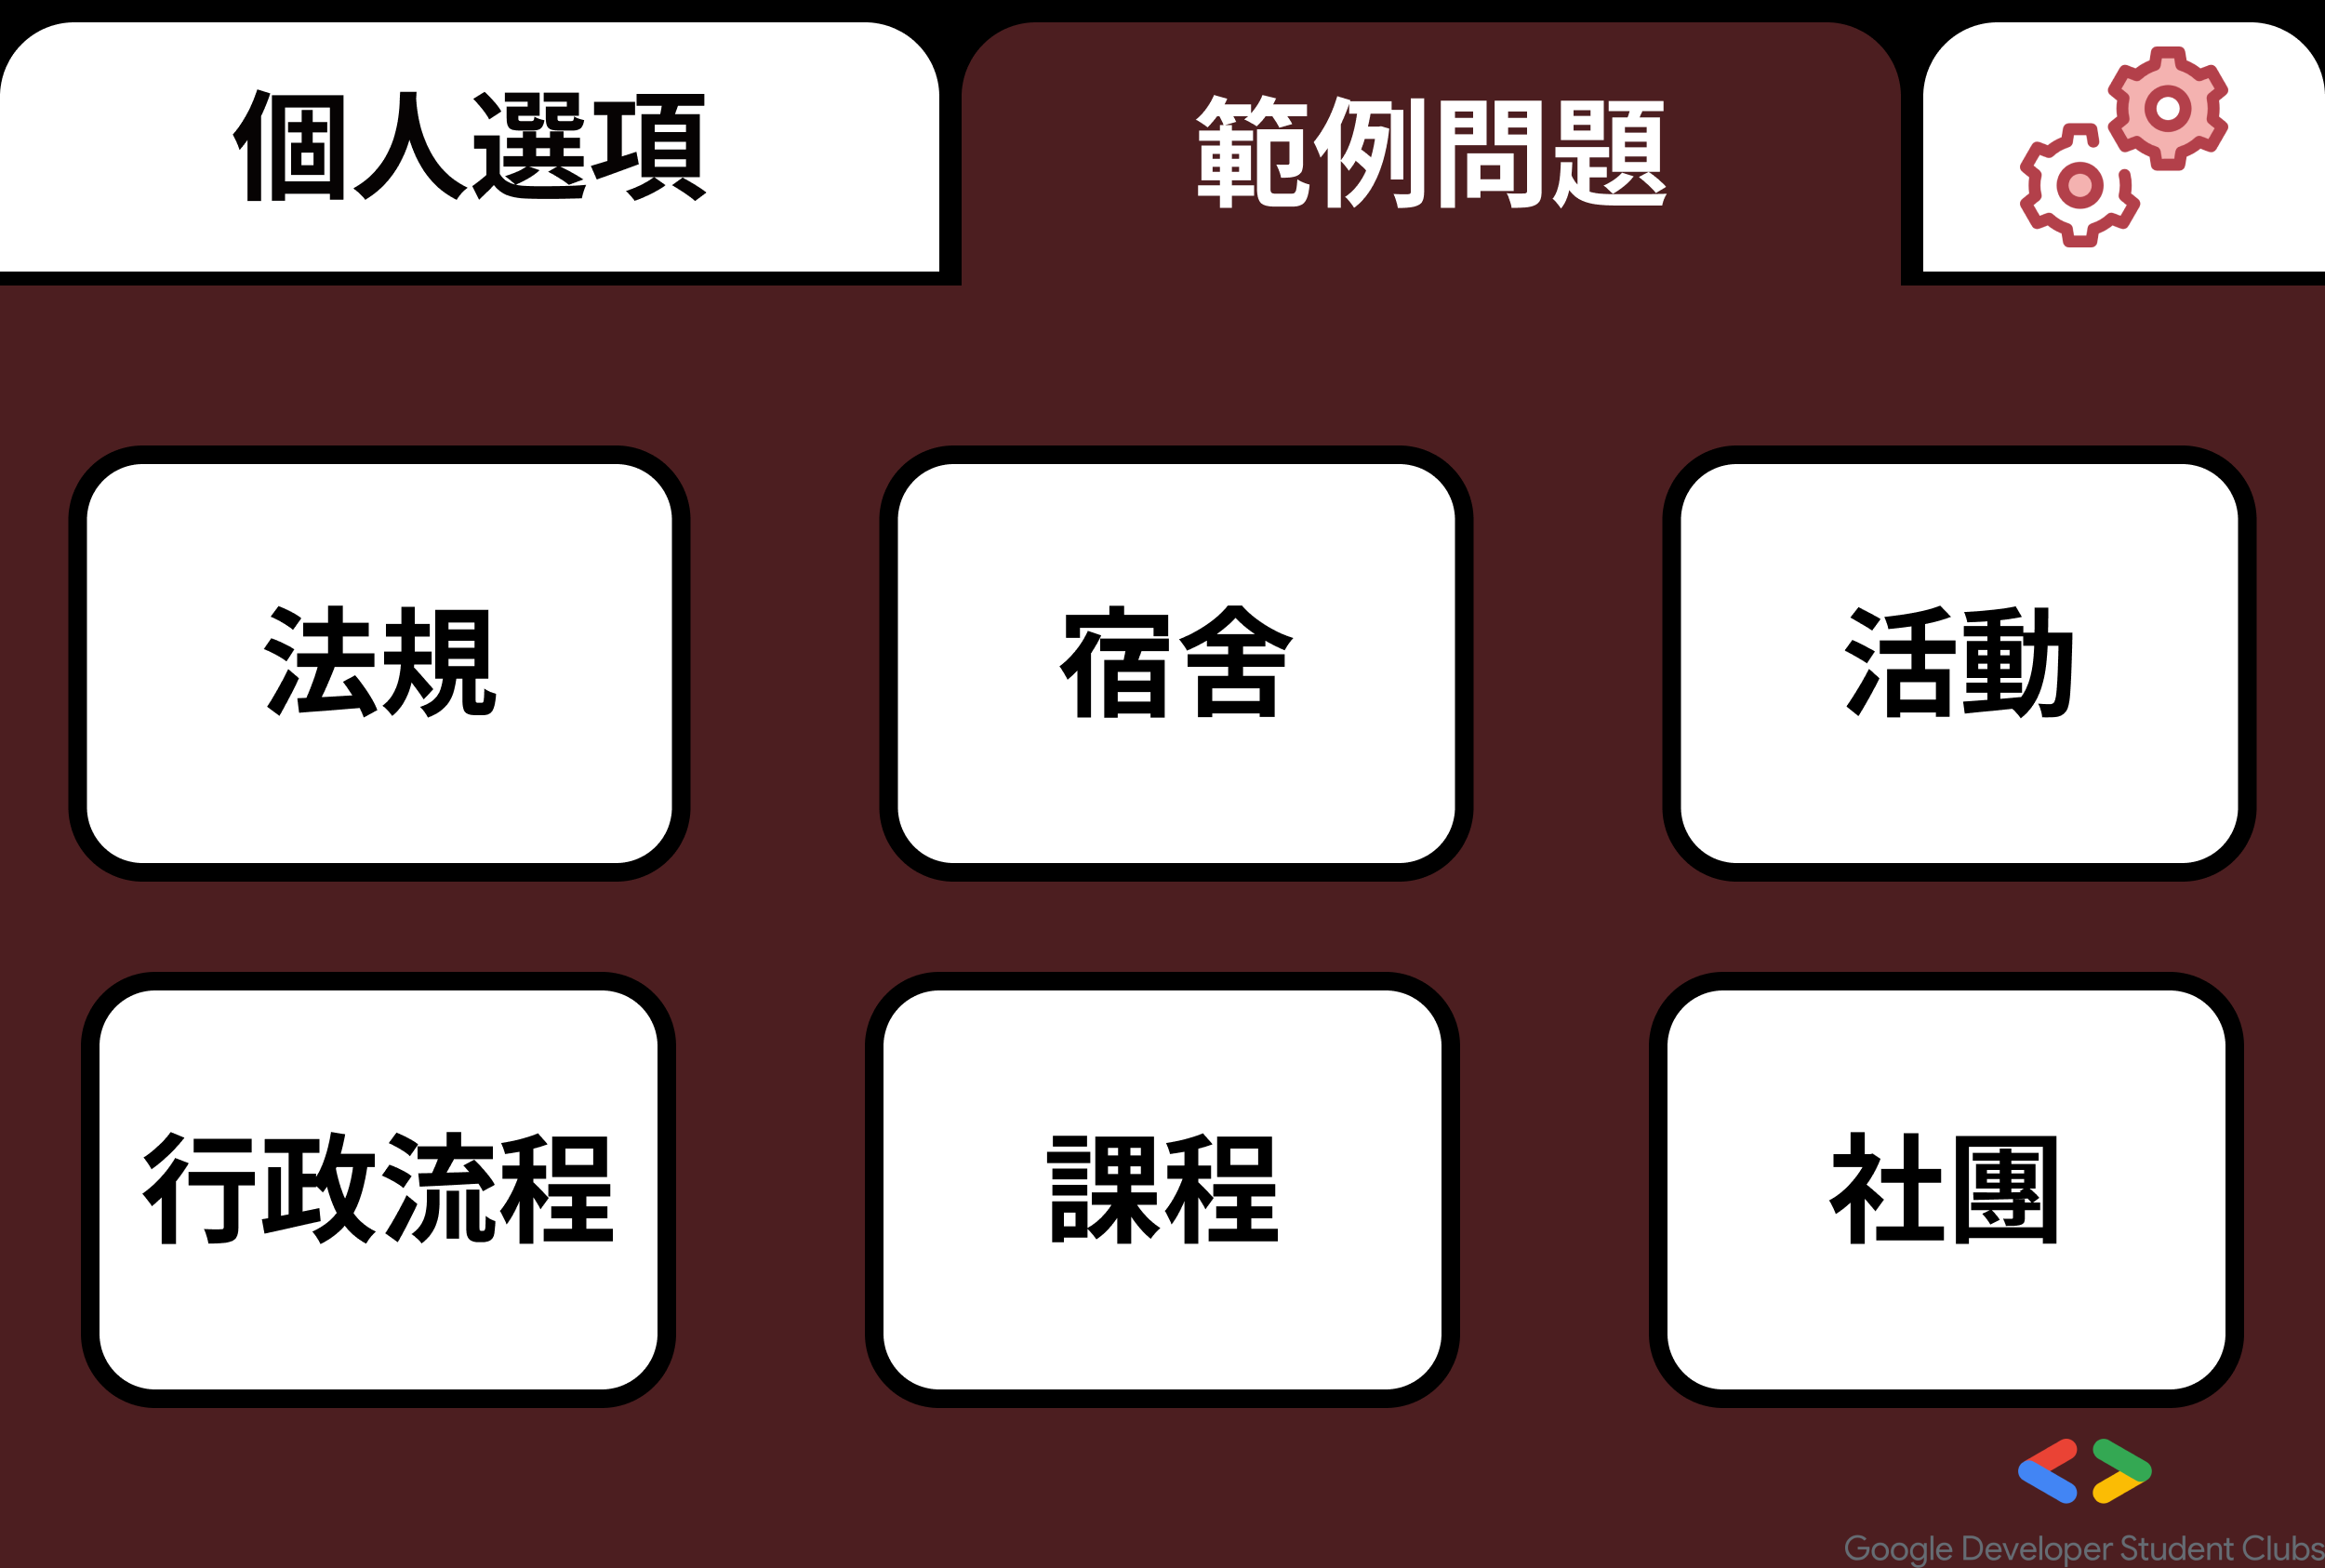 個人選項
範例問題
法規
宿舍
活動
行政流程
課程
社團
Google Developer Student Clubs